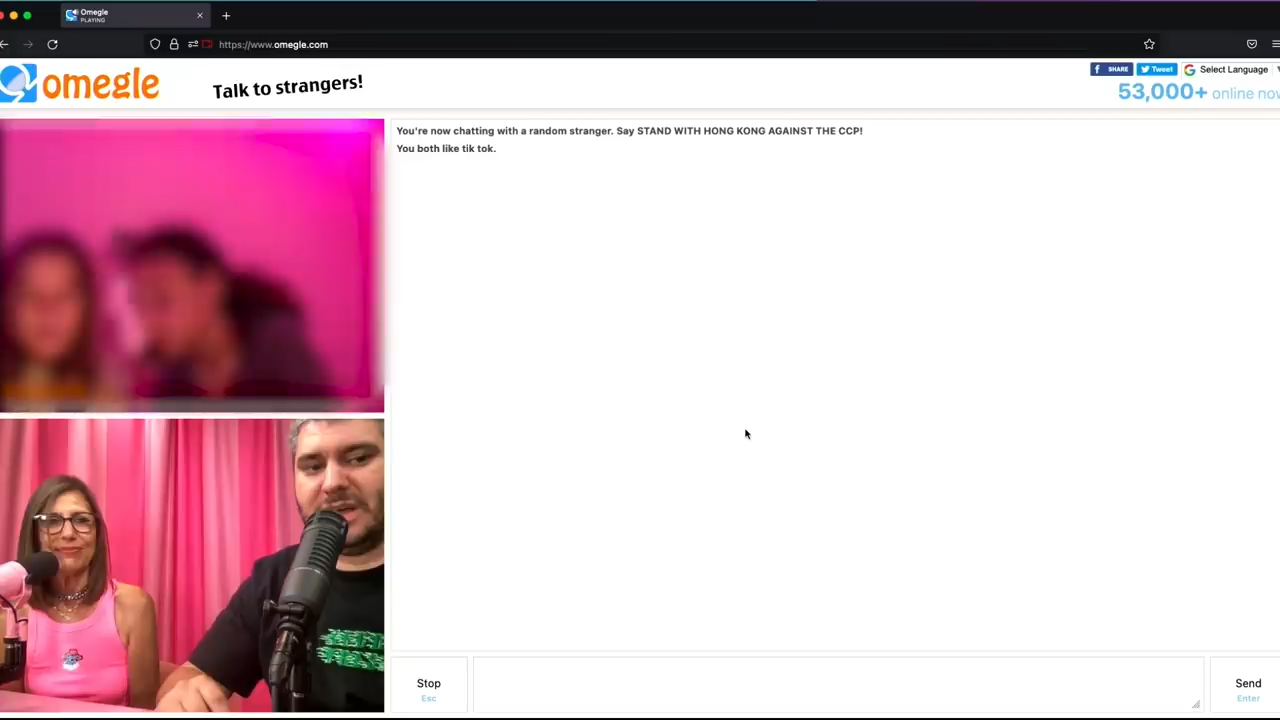 Omegle
PLAYING
https://www.omegle.com
omegle
Talk to strangers!
SHARE
Tweet
Select Language
53,000+ online now
You're now chatting with a random stranger. Say STAND WITH HONG KONG AGAINST THE CCP!
You both like tik tok.
Stop
Esc
Send
Enter